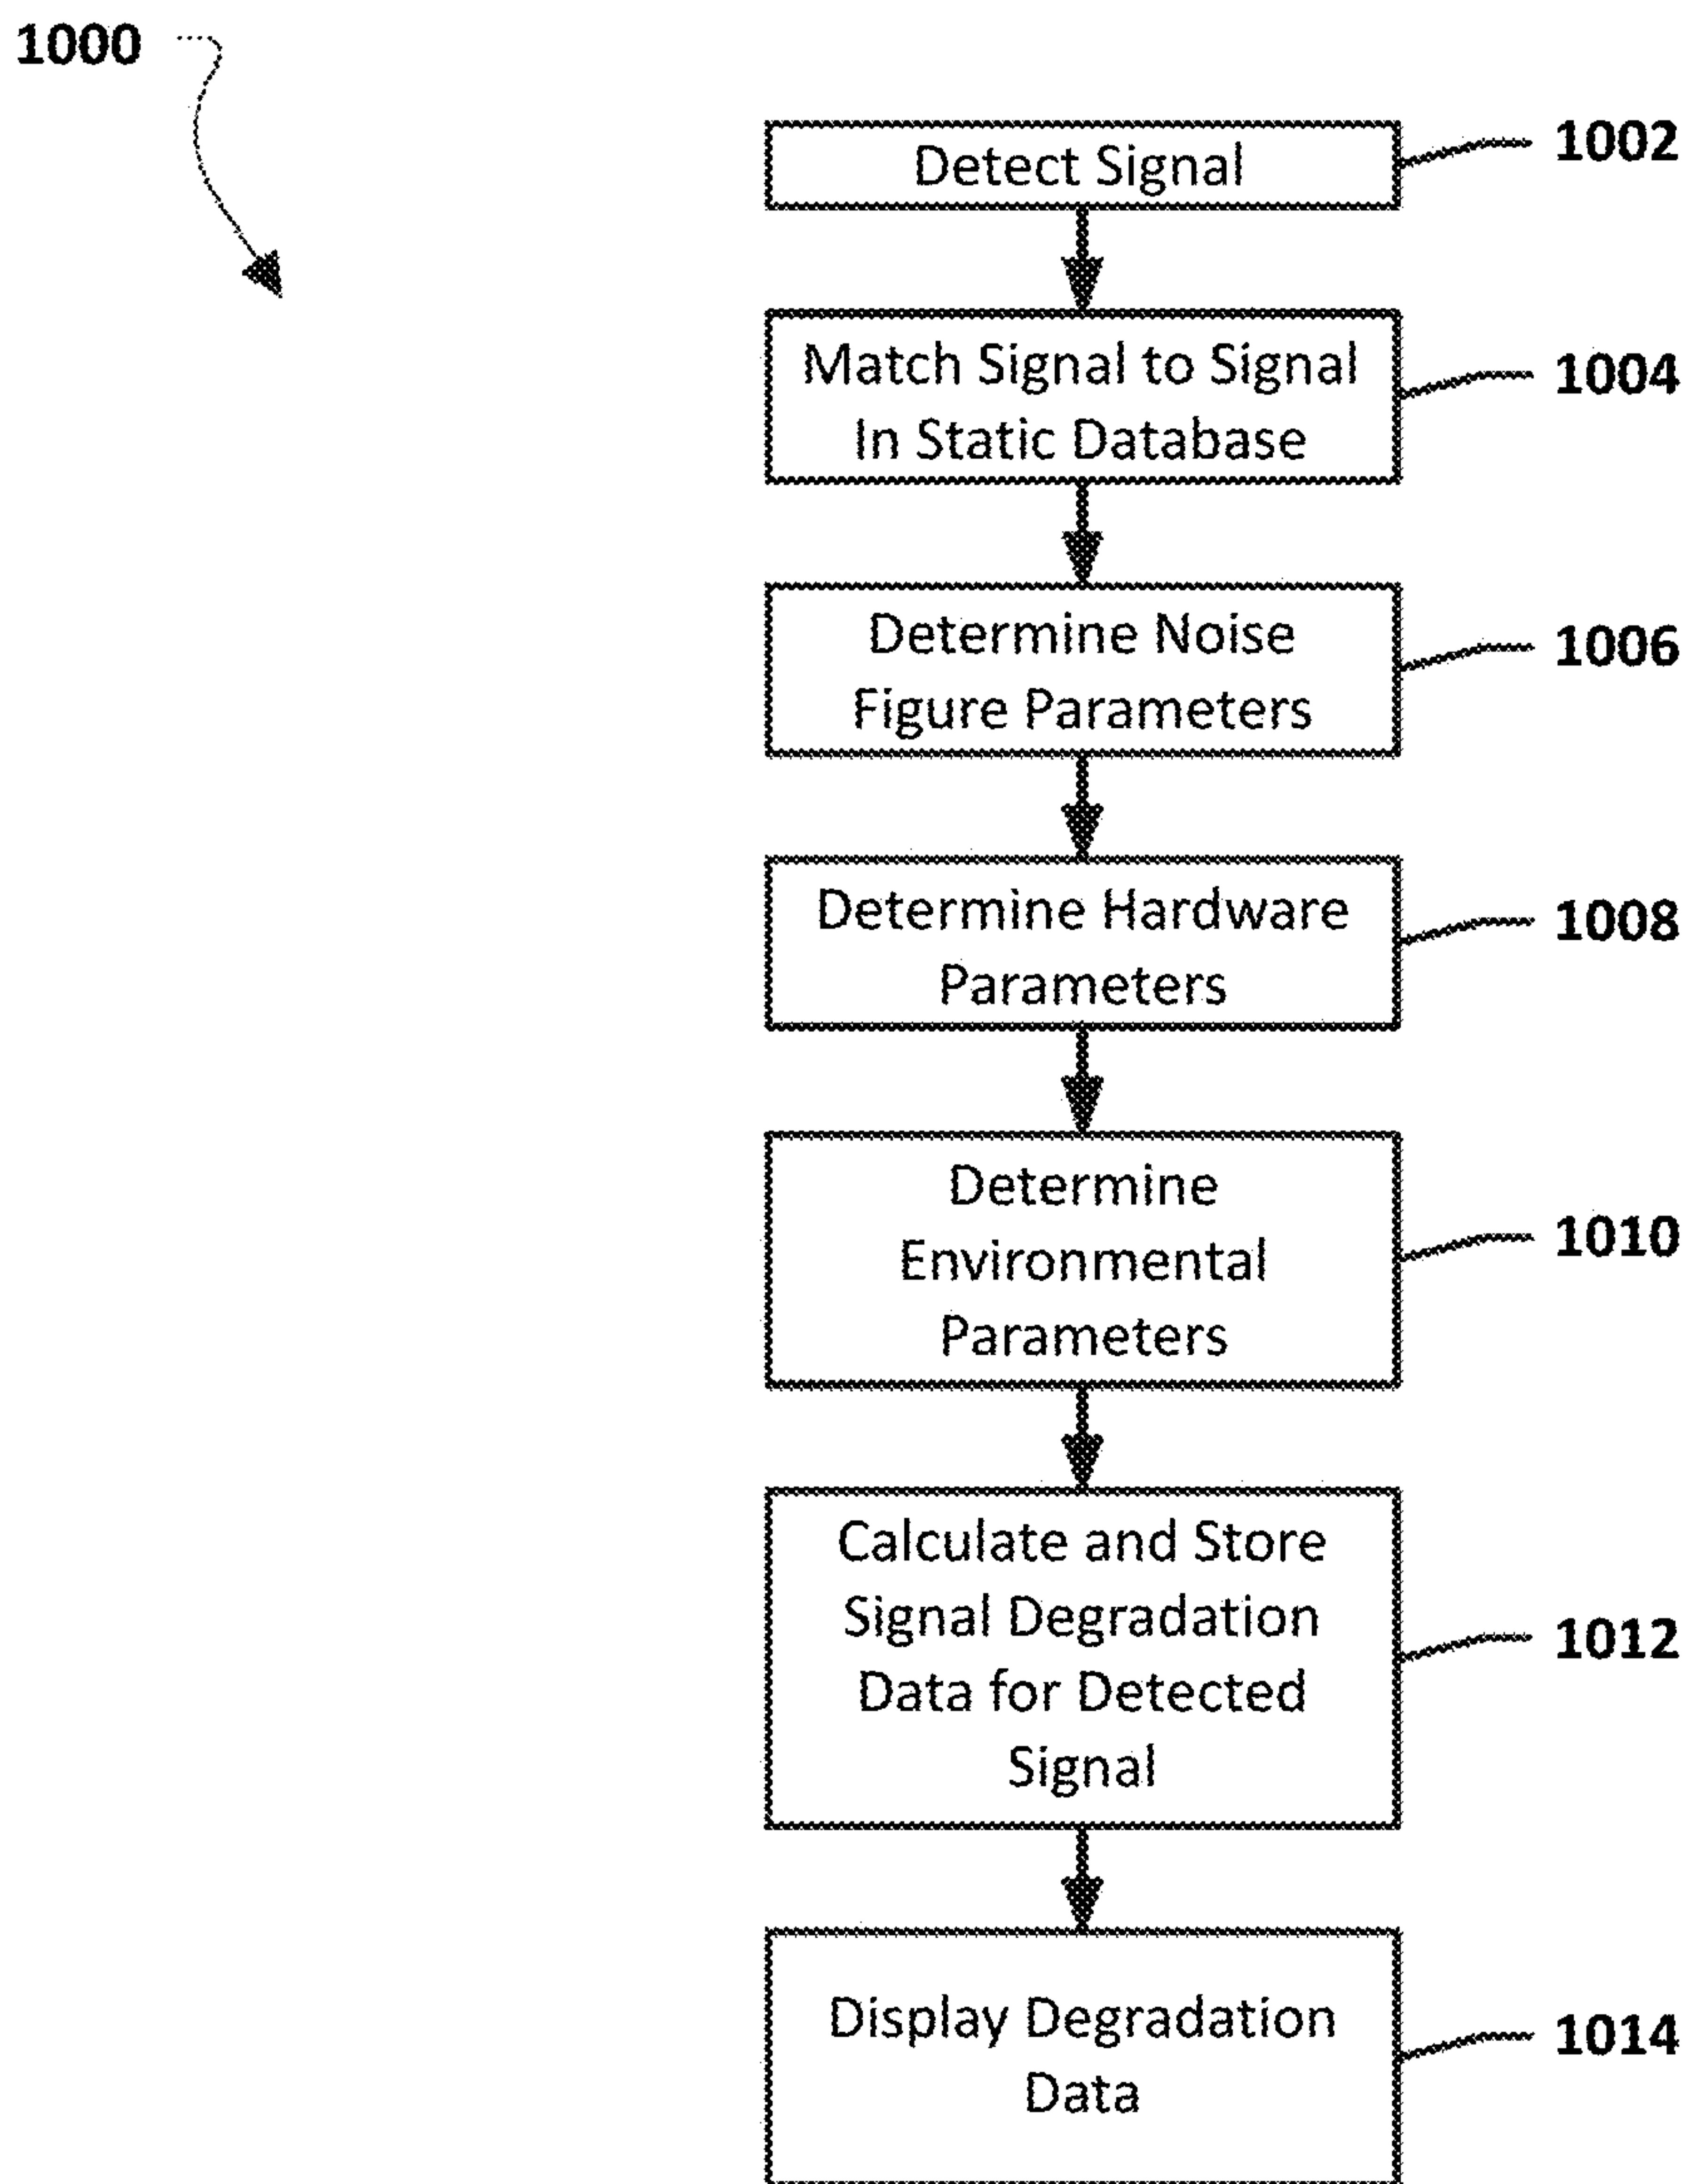 1000
Detect Signal
1002
Match Signal to Signal
In Static Database
1004
Determine Noise
Figure Parameters
1006
Determine Hardware
Parameters
1008
Determine
Environmental
Parameters
1010
Calculate and Store
Signal Degradation
Data for Detected
Signal
1012
Display Degradation
Data
1014